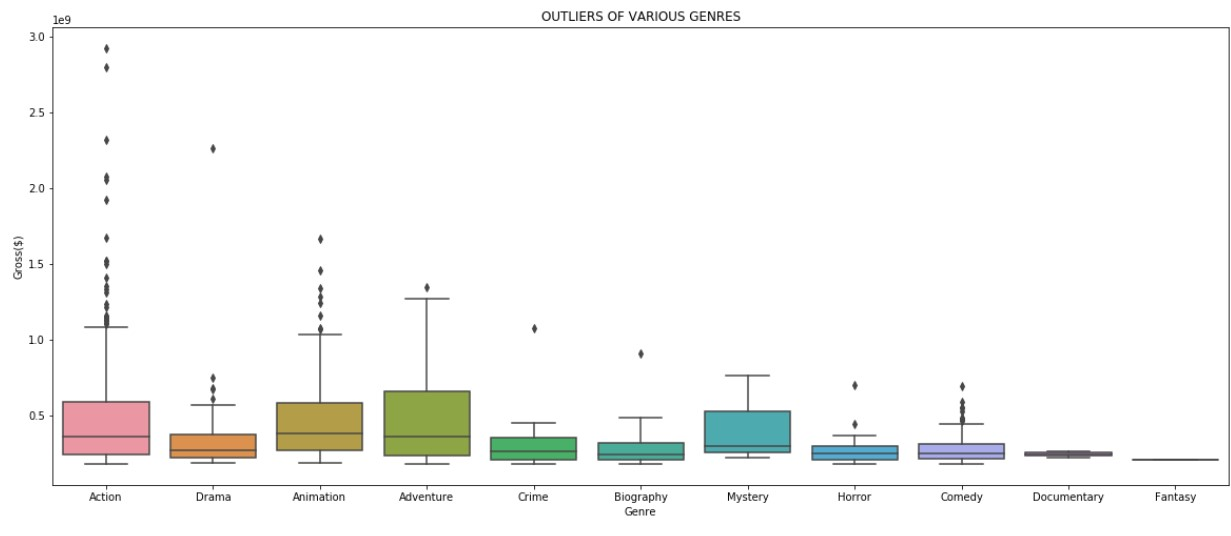 OUTLIERS OF VARIOUS GENRES
1e9
3.0
2.5
2.0
1.5
1.0
0.5
Gross($)
Action Drama Animation Adventure Crime Biography Mystery Horror Comedy Documentary Fantasy
Genre